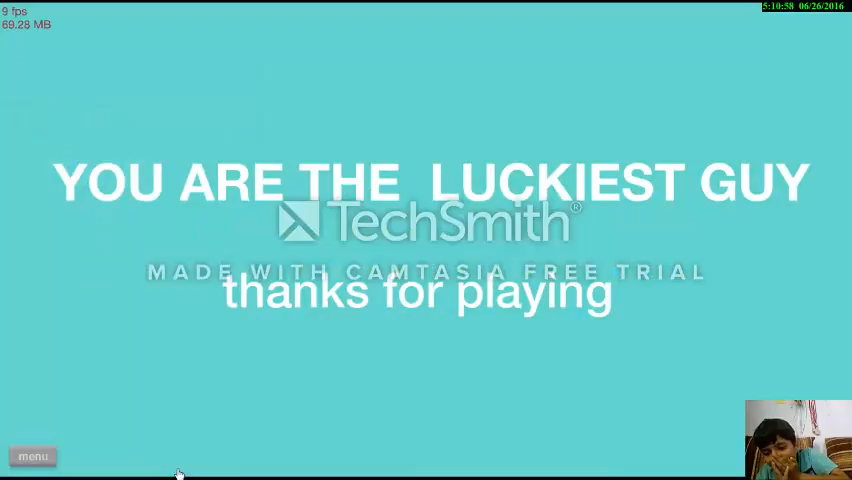 9 fps
69.28 MB
5:10:58 06/26/2016
YOU ARE THE LUCKIEST GUY
TechSmith®
MADE WITH CAMTASIA FREE TRIAL
thanks for playing
menu